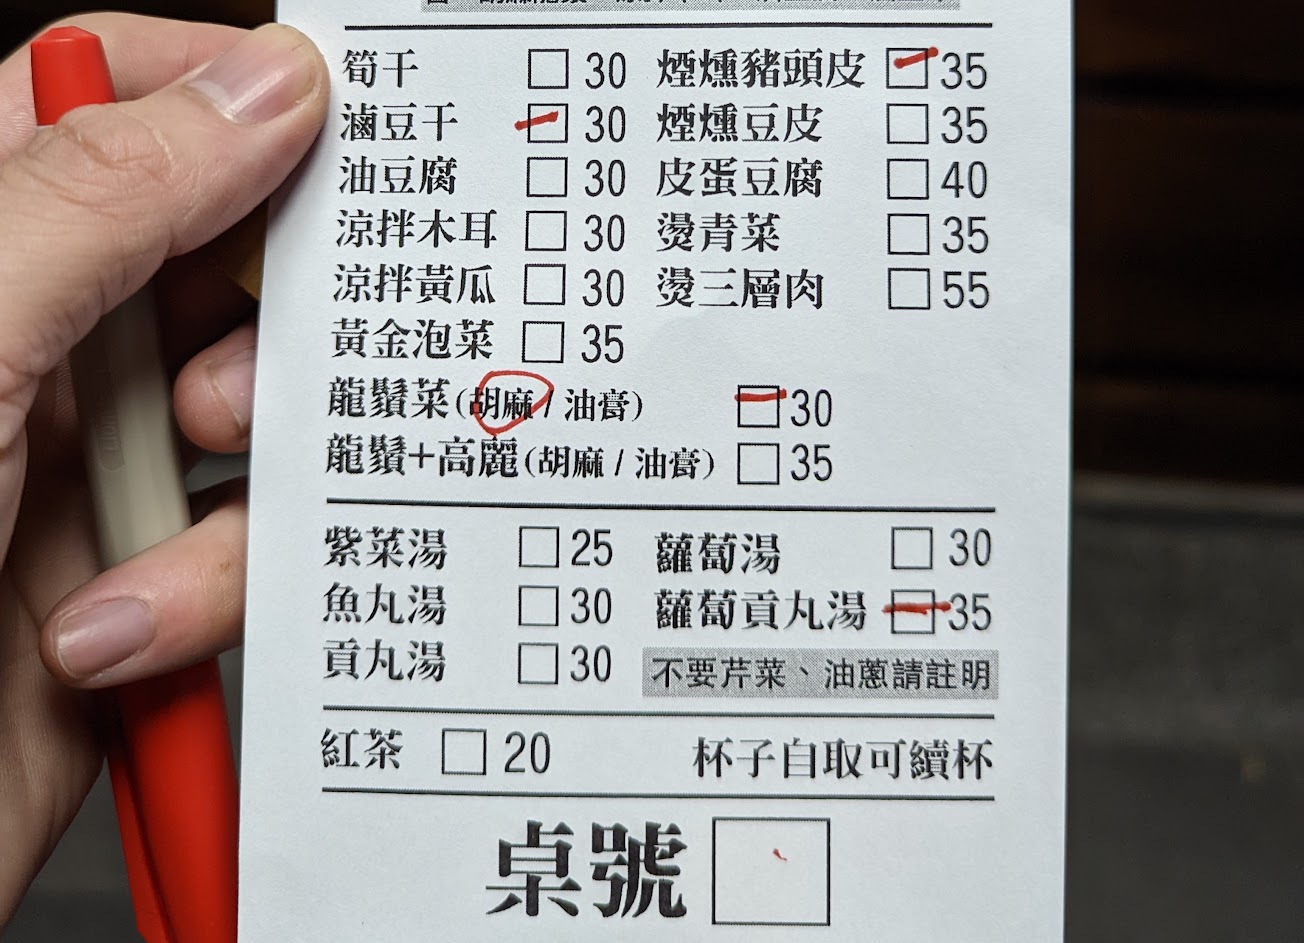 筍干 □ 30 煙燻豬頭皮 □ 35
滷豆干 □ 30 煙燻豆皮 □ 35
油豆腐 □ 30 皮蛋豆腐 □ 40
涼拌木耳 □ 30 燙青菜 □ 35
涼拌黃瓜 □ 30 燙三層肉 □ 55
黃金泡菜 □ 35
龍鬚菜(胡麻 / 油膏) □ 30
龍鬚+高麗(胡麻 / 油膏) □ 35
紫菜湯 □ 25 蘿蔔湯 □ 30
魚丸湯 □ 30 蘿蔔貢丸湯 □ 35
貢丸湯 □ 30 不要芹菜、油蔥請註明
紅茶 □ 20 杯子自取可續杯
桌號